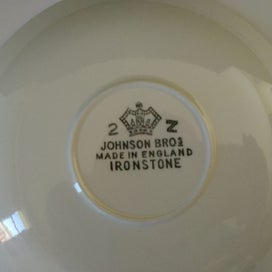 2 Z
JOHNSON BROS
MADE IN ENGLAND
IRONSTONE